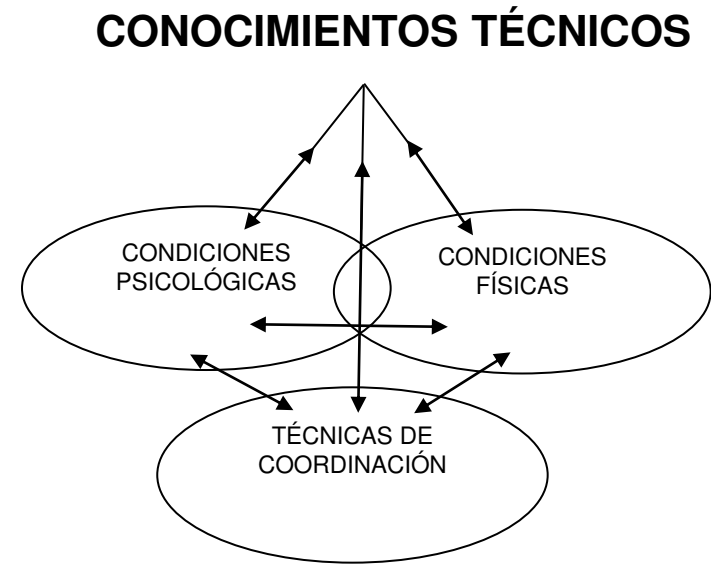 CONOCIMIENTOS TÉCNICOS
CONDICIONES
PSICOLÓGICAS
CONDICIONES
FÍSICAS
TÉCNICAS DE
COORDINACIÓN